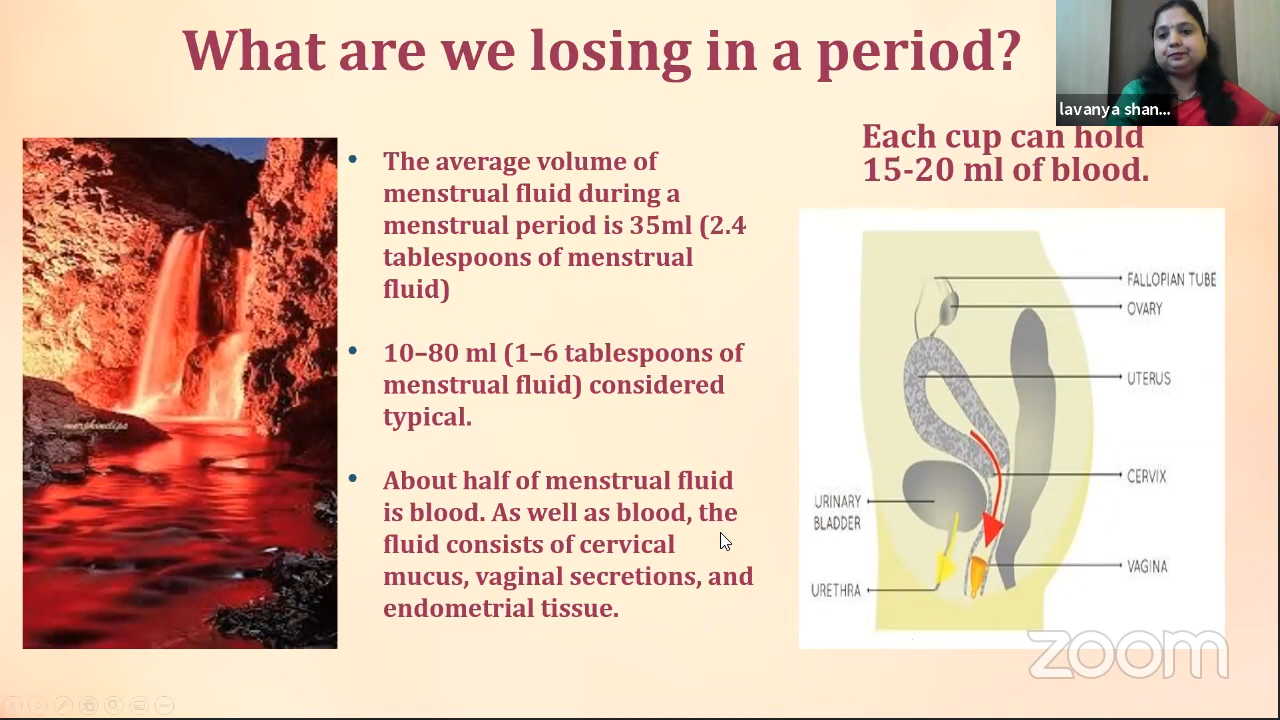 What are we losing in a period?
lavanya shan...
Each cup can hold
15-20 ml of blood.
The average volume of
menstrual fluid during a
menstrual period is 35ml (2.4
tablespoons of menstrual
fluid)
10–80 ml (1–6 tablespoons of
menstrual fluid) considered
typical.
About half of menstrual fluid
is blood. As well as blood, the
fluid consists of cervical
mucus, vaginal secretions, and
endometrial tissue.
FALLOPIAN TUBE
OVARY
UTERUS
CERVIX
URINARY
BLADDER
VAGINA
URETHRA
zoom